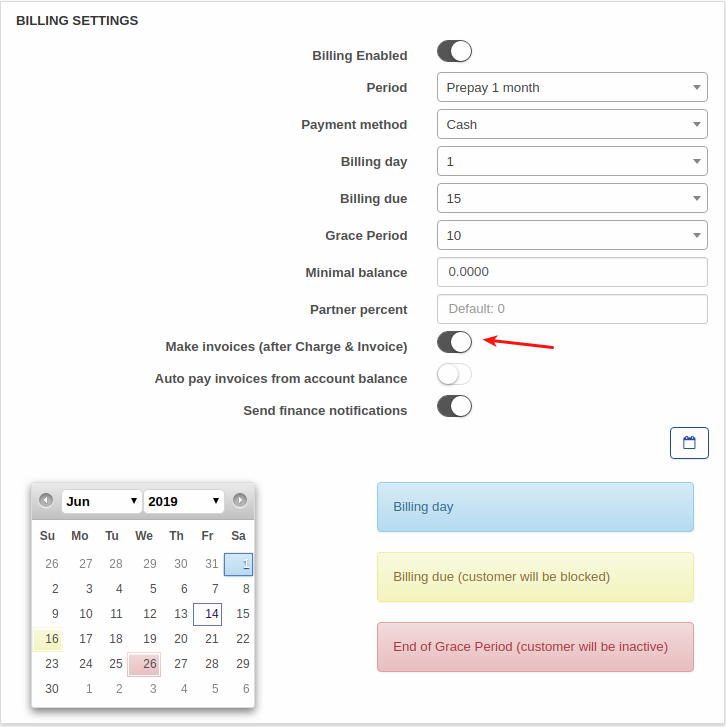 BILLING SETTINGS
Billing Enabled
Period Prepay 1 month
Payment method Cash
Billing day 1
Billing due 15
Grace Period 10
Minimal balance 0.0000
Partner percent Default: 0
Make invoices (after Charge & Invoice)
Auto pay invoices from account balance
Send finance notifications
Jun 2019
Su Mo Tu We Th Fr Sa
26 27 28 29 30 31 1
2 3 4 5 6 7 8
9 10 11 12 13 14 15
16 17 18 19 20 21 22
23 24 25 26 27 28 29
30 1 2 3 4 5 6
Billing day
Billing due (customer will be blocked)
End of Grace Period (customer will be inactive)